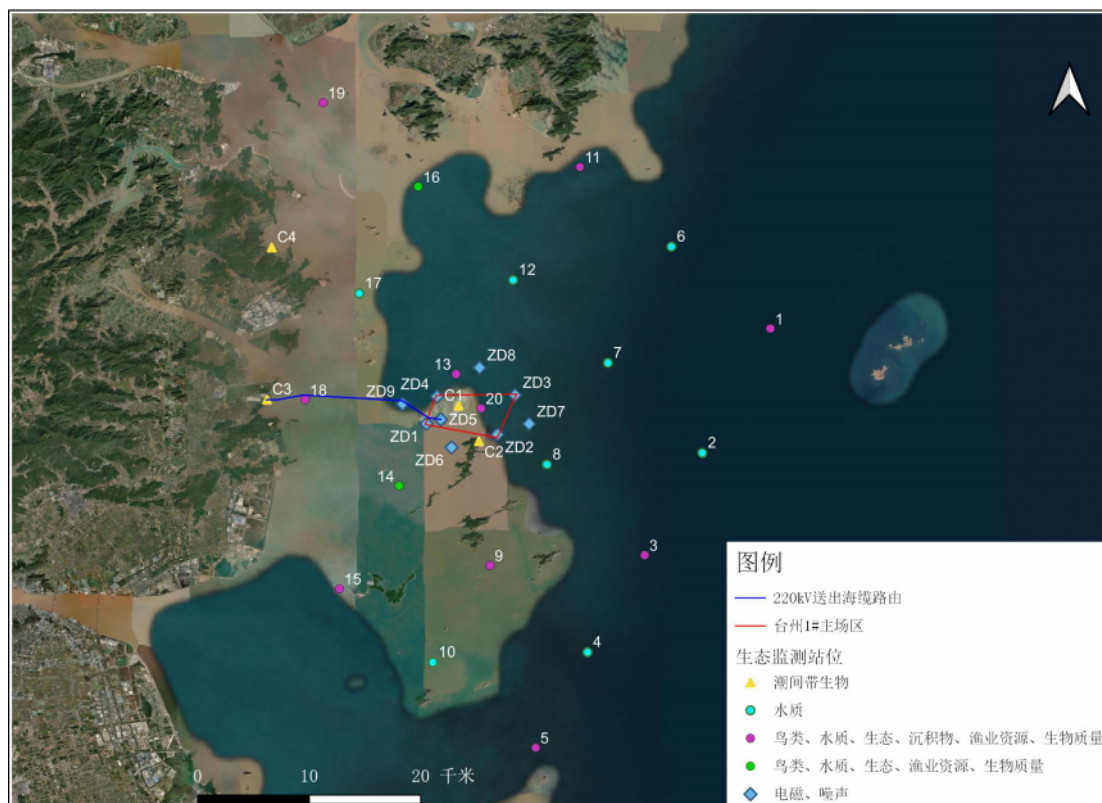 19
11
16
C4
6
12
17
1
7
ZD8
13
C3
18
ZD9
ZD4
ZD3
C1
20
ZD5
ZD7
ZD1
ZD2
C2
ZD6
8
2
14
3
9
15
10
4
5
0 10 20 千米
图例
220kV送出海缆路由
台州1#主场区
生态监测站位
潮间带生物
水质
鸟类、水质、生态、沉积物、渔业资源、生物质量
鸟类、水质、生态、渔业资源、生物质量
电磁、噪声